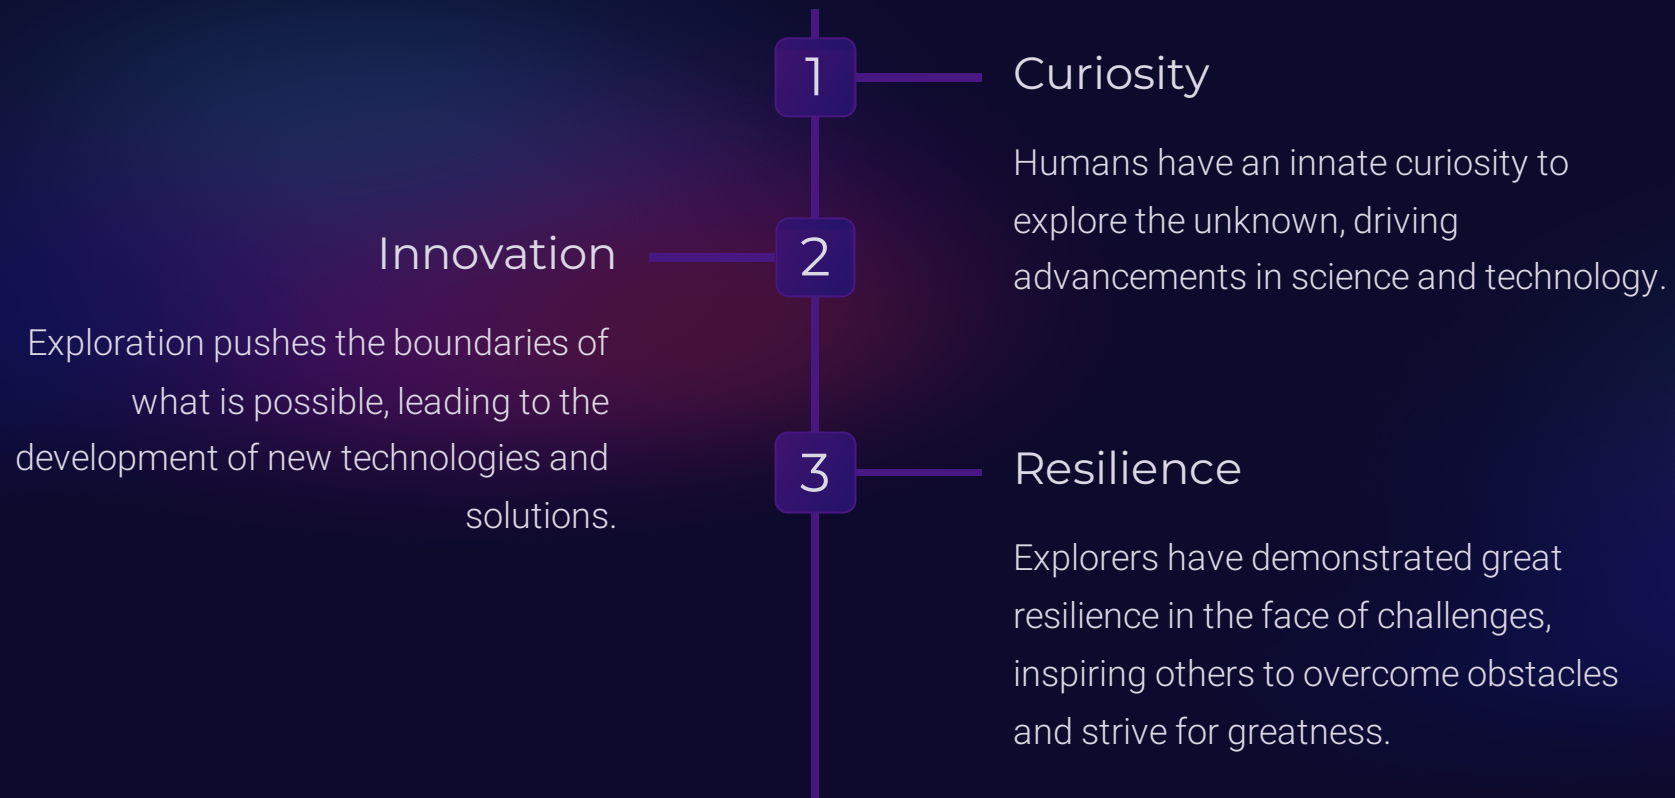 1
Curiosity
Humans have an innate curiosity to
explore the unknown, driving
advancements in science and technology.
2
Innovation
Exploration pushes the boundaries of
what is possible, leading to the
development of new technologies and
solutions.
3
Resilience
Explorers have demonstrated great
resilience in the face of challenges,
inspiring others to overcome obstacles
and strive for greatness.